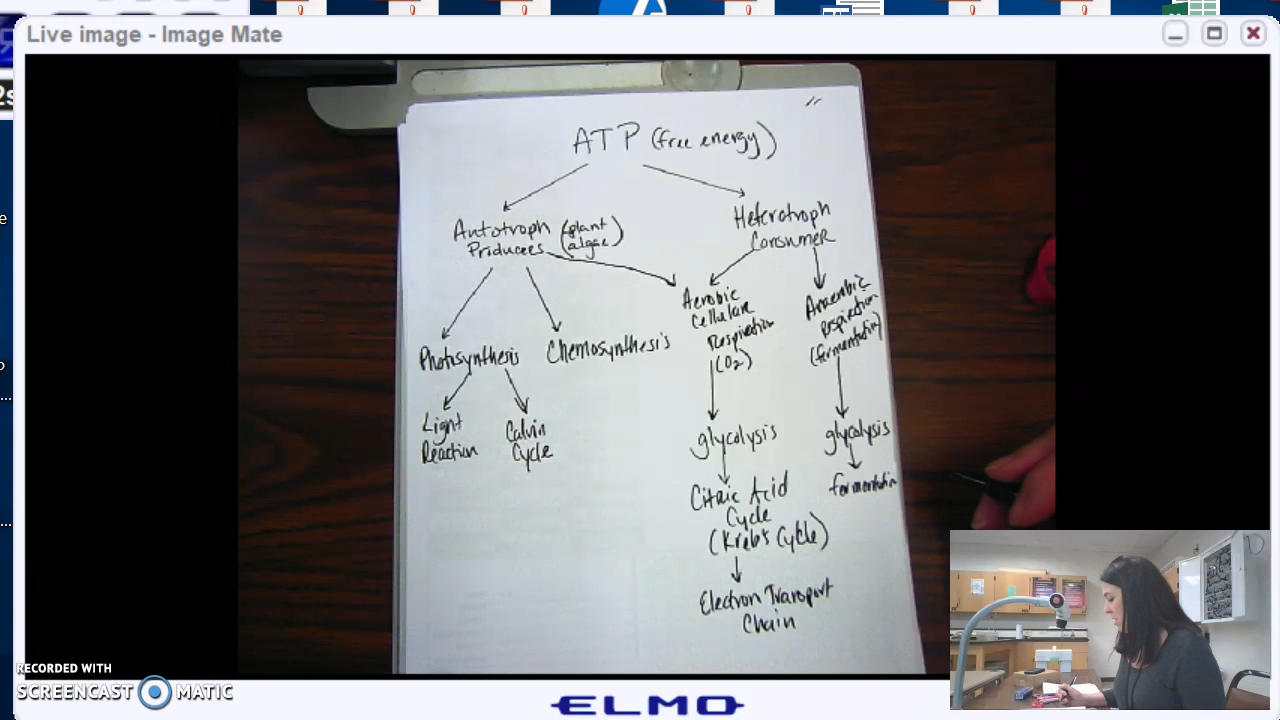 Live image - Image Mate
ATP (free energy)
Autotroph
Producers
(plant
algae)
Heterotroph
Consumer
Aerobic
Cellular
Respiration
(O₂)
Anaerobic
Respiration
(fermentation)
Photosynthesis
Chemosynthesis
Light
Reaction
Calvin
Cycle
glycolysis
glycolysis
Citric Acid
Cycle
(Krebs Cycle)
fermentation
Electron Transport
Chain
RECORDED WITH
SCREENCAST MATIC
ELMO